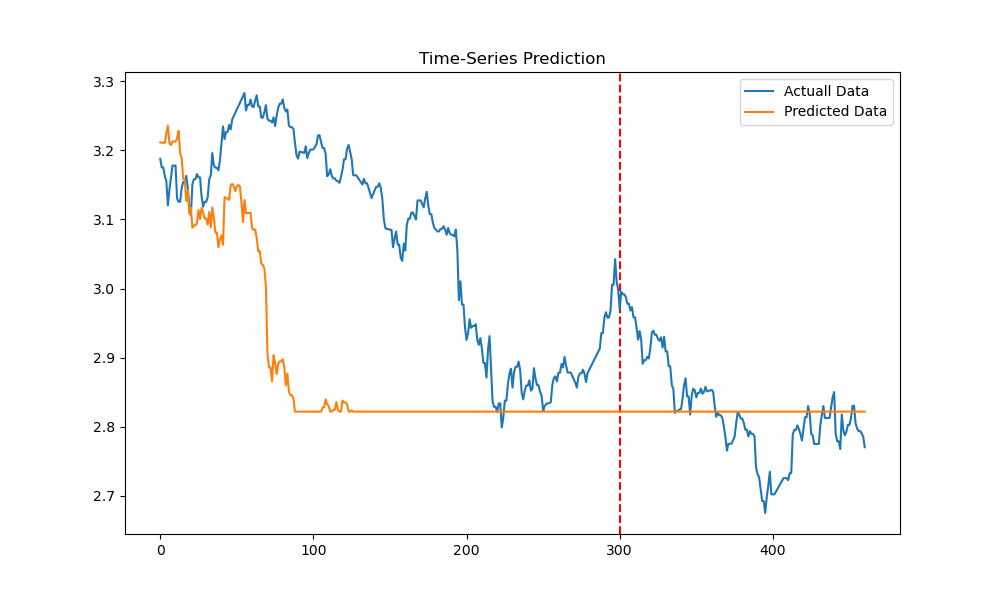 Time-Series Prediction
Actuall Data
Predicted Data
3.3
3.2
3.1
3.0
2.9
2.8
2.7
0 100 200 300 400